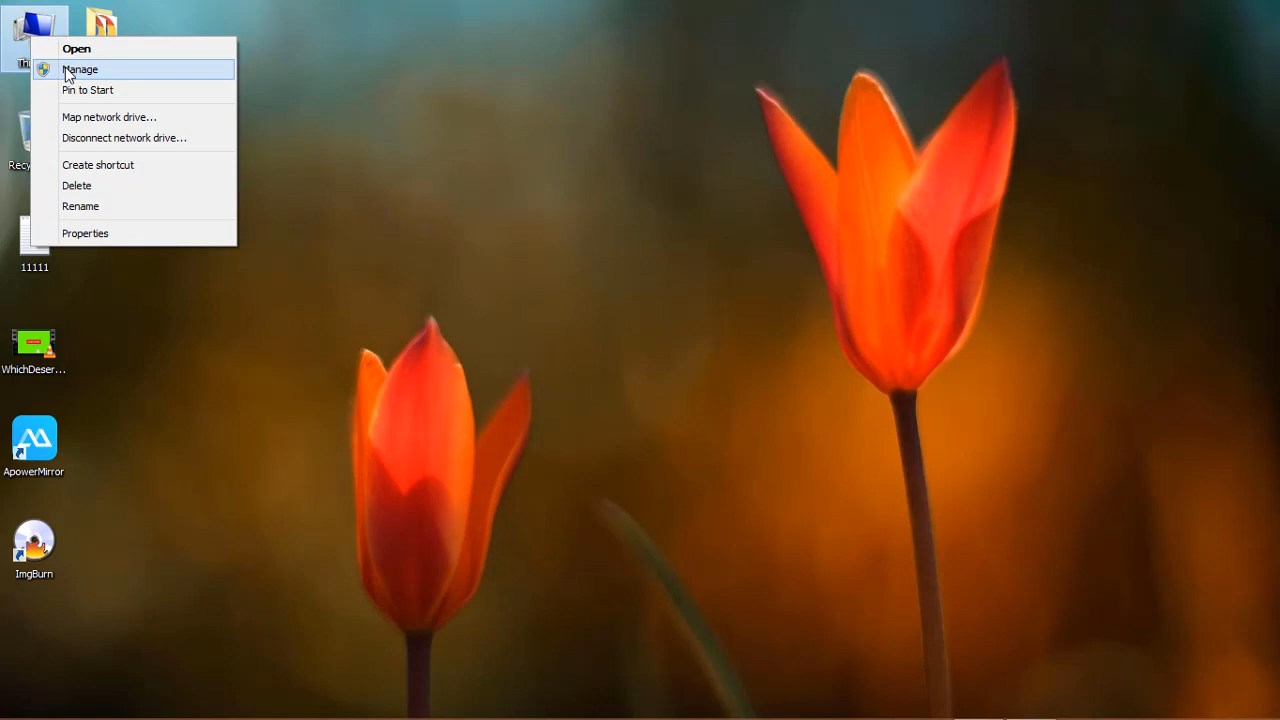 Open
Manage
Pin to Start
Map network drive...
Disconnect network drive...
Create shortcut
Delete
Rename
Properties
11111
WhichDeser...
ApowerMirror
ImgBurn